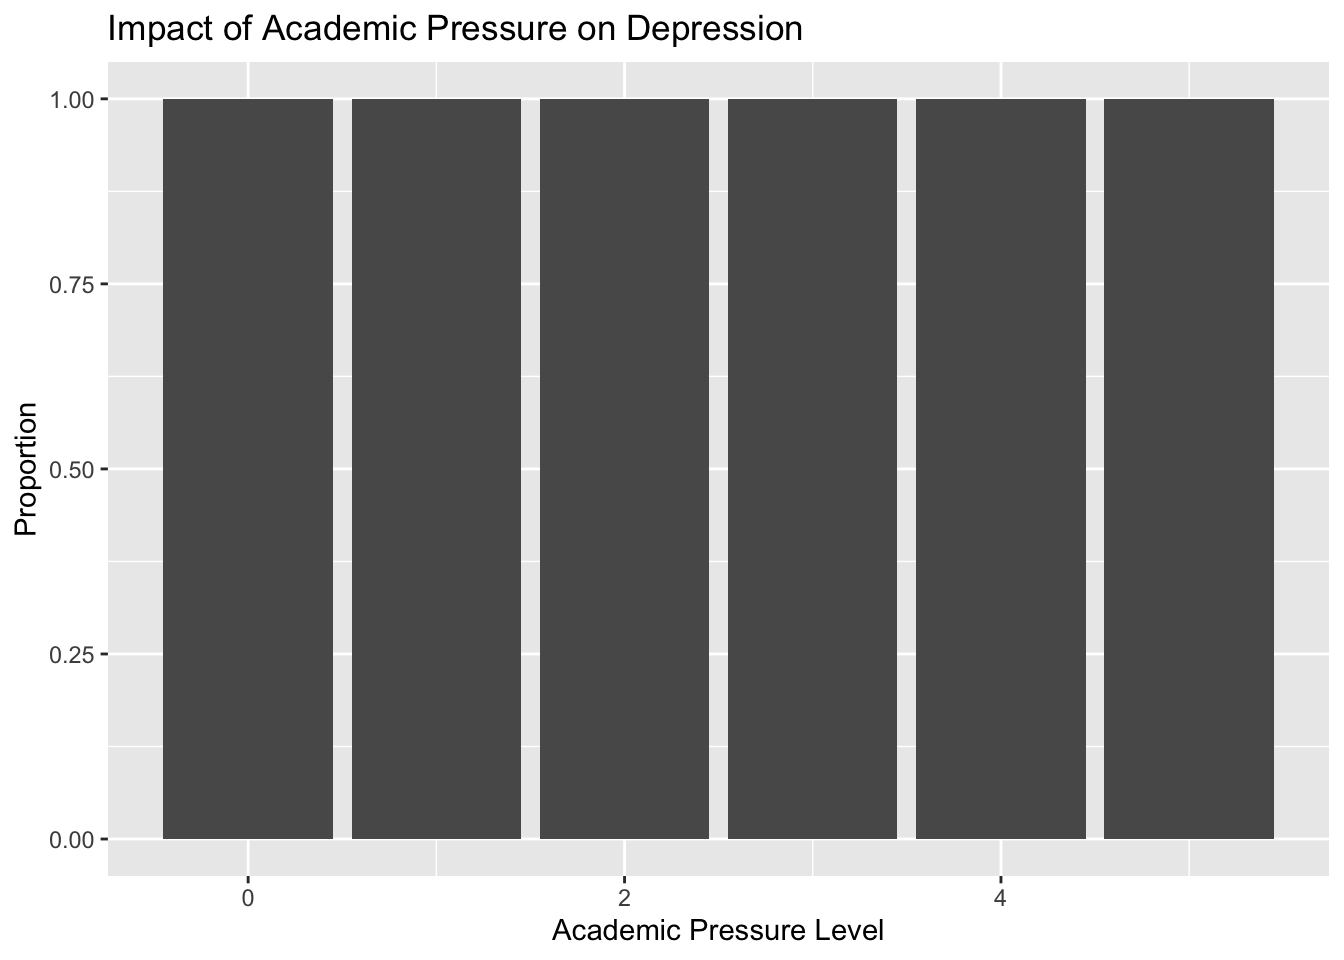 Impact of Academic Pressure on Depression
1.00
0.75
0.50
0.25
0.00
Proportion
0 2 4
Academic Pressure Level